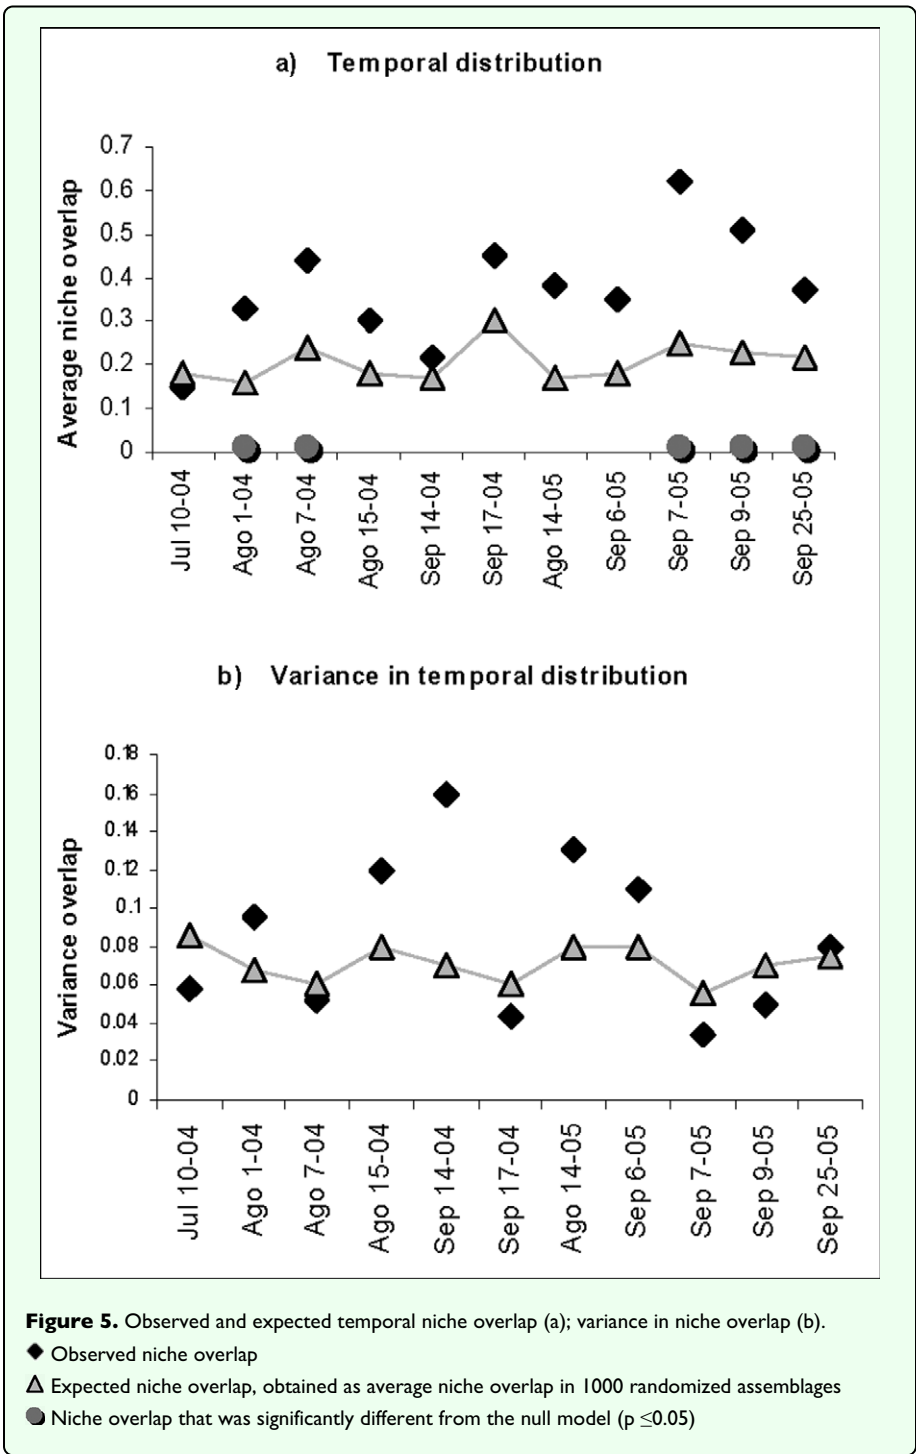 a) Temporal distribution
Average niche overlap
0.7
0.6
0.5
0.4
0.3
0.2
0.1
0
Jul 10-04
Ago 1-04
Ago 7-04
Ago 15-04
Sep 14-04
Sep 17-04
Ago 14-05
Sep 6-05
Sep 7-05
Sep 9-05
Sep 25-05
b) Variance in temporal distribution
Variance overlap
0.18
0.16
0.14
0.12
0.1
0.08
0.06
0.04
0.02
0
Jul 10-04
Ago 1-04
Ago 7-04
Ago 15-04
Sep 14-04
Sep 17-04
Ago 14-05
Sep 6-05
Sep 7-05
Sep 9-05
Sep 25-05
Figure 5. Observed and expected temporal niche overlap (a); variance in niche overlap (b).
Observed niche overlap
Expected niche overlap, obtained as average niche overlap in 1000 randomized assemblages
Niche overlap that was significantly different from the null model (p ≤0.05)